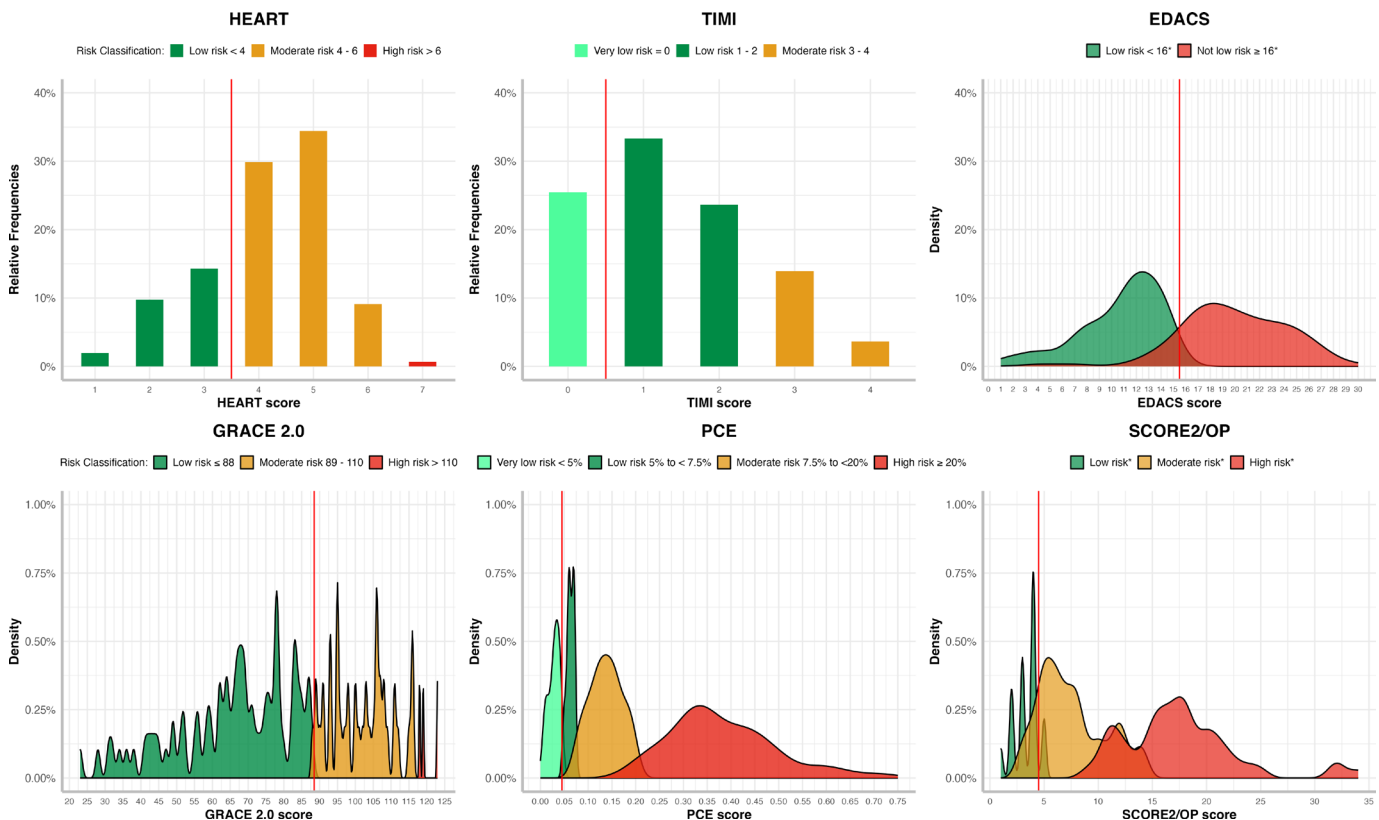 HEART
Risk Classification: Low risk < 4 Moderate risk 4 - 6 High risk > 6
40%
30%
20%
10%
0%
Relative Frequencies
1 2 3 4 5 6 7
HEART score
TIMI
Very low risk = 0 Low risk 1 - 2 Moderate risk 3 - 4
40%
30%
20%
10%
0%
Relative Frequencies
0 1 2 3 4
TIMI score
EDACS
Low risk < 16* Not low risk ≥ 16*
40%
30%
20%
10%
0%
Density
0 1 2 3 4 5 6 7 8 9 10 11 12 13 14 15 16 17 18 19 20 21 22 23 24 25 26 27 28 29 30
EDACS score
GRACE 2.0
Risk Classification: Low risk ≤ 88 Moderate risk 89 - 110 High risk > 110
1.00%
0.75%
0.50%
0.25%
0.00%
Density
20 25 30 35 40 45 50 55 60 65 70 75 80 85 90 95 100 105 110 115 120 125
GRACE 2.0 score
PCE
Very low risk < 5% Low risk 5% to < 7.5% Moderate risk 7.5% to <20% High risk ≥ 20%
1.00%
0.75%
0.50%
0.25%
0.00%
Density
0.00 0.05 0.10 0.15 0.20 0.25 0.30 0.35 0.40 0.45 0.50 0.55 0.60 0.65 0.70 0.75
PCE score
SCORE2/OP
Low risk* Moderate risk* High risk*
1.00%
0.75%
0.50%
0.25%
0.00%
Density
0 5 10 15 20 25 30 35
SCORE2/OP score